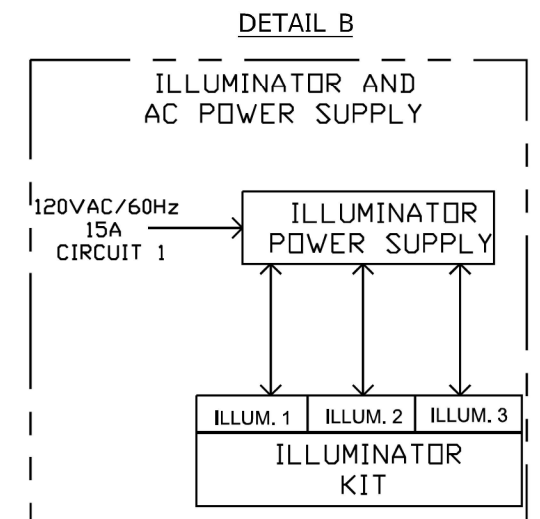 DETAIL B
ILLUMINATOR AND
AC POWER SUPPLY
120VAC/60Hz
15A
CIRCUIT 1
ILLUMINATOR
POWER SUPPLY
ILLUM. 1 ILLUM. 2 ILLUM. 3
ILLUMINATOR
KIT